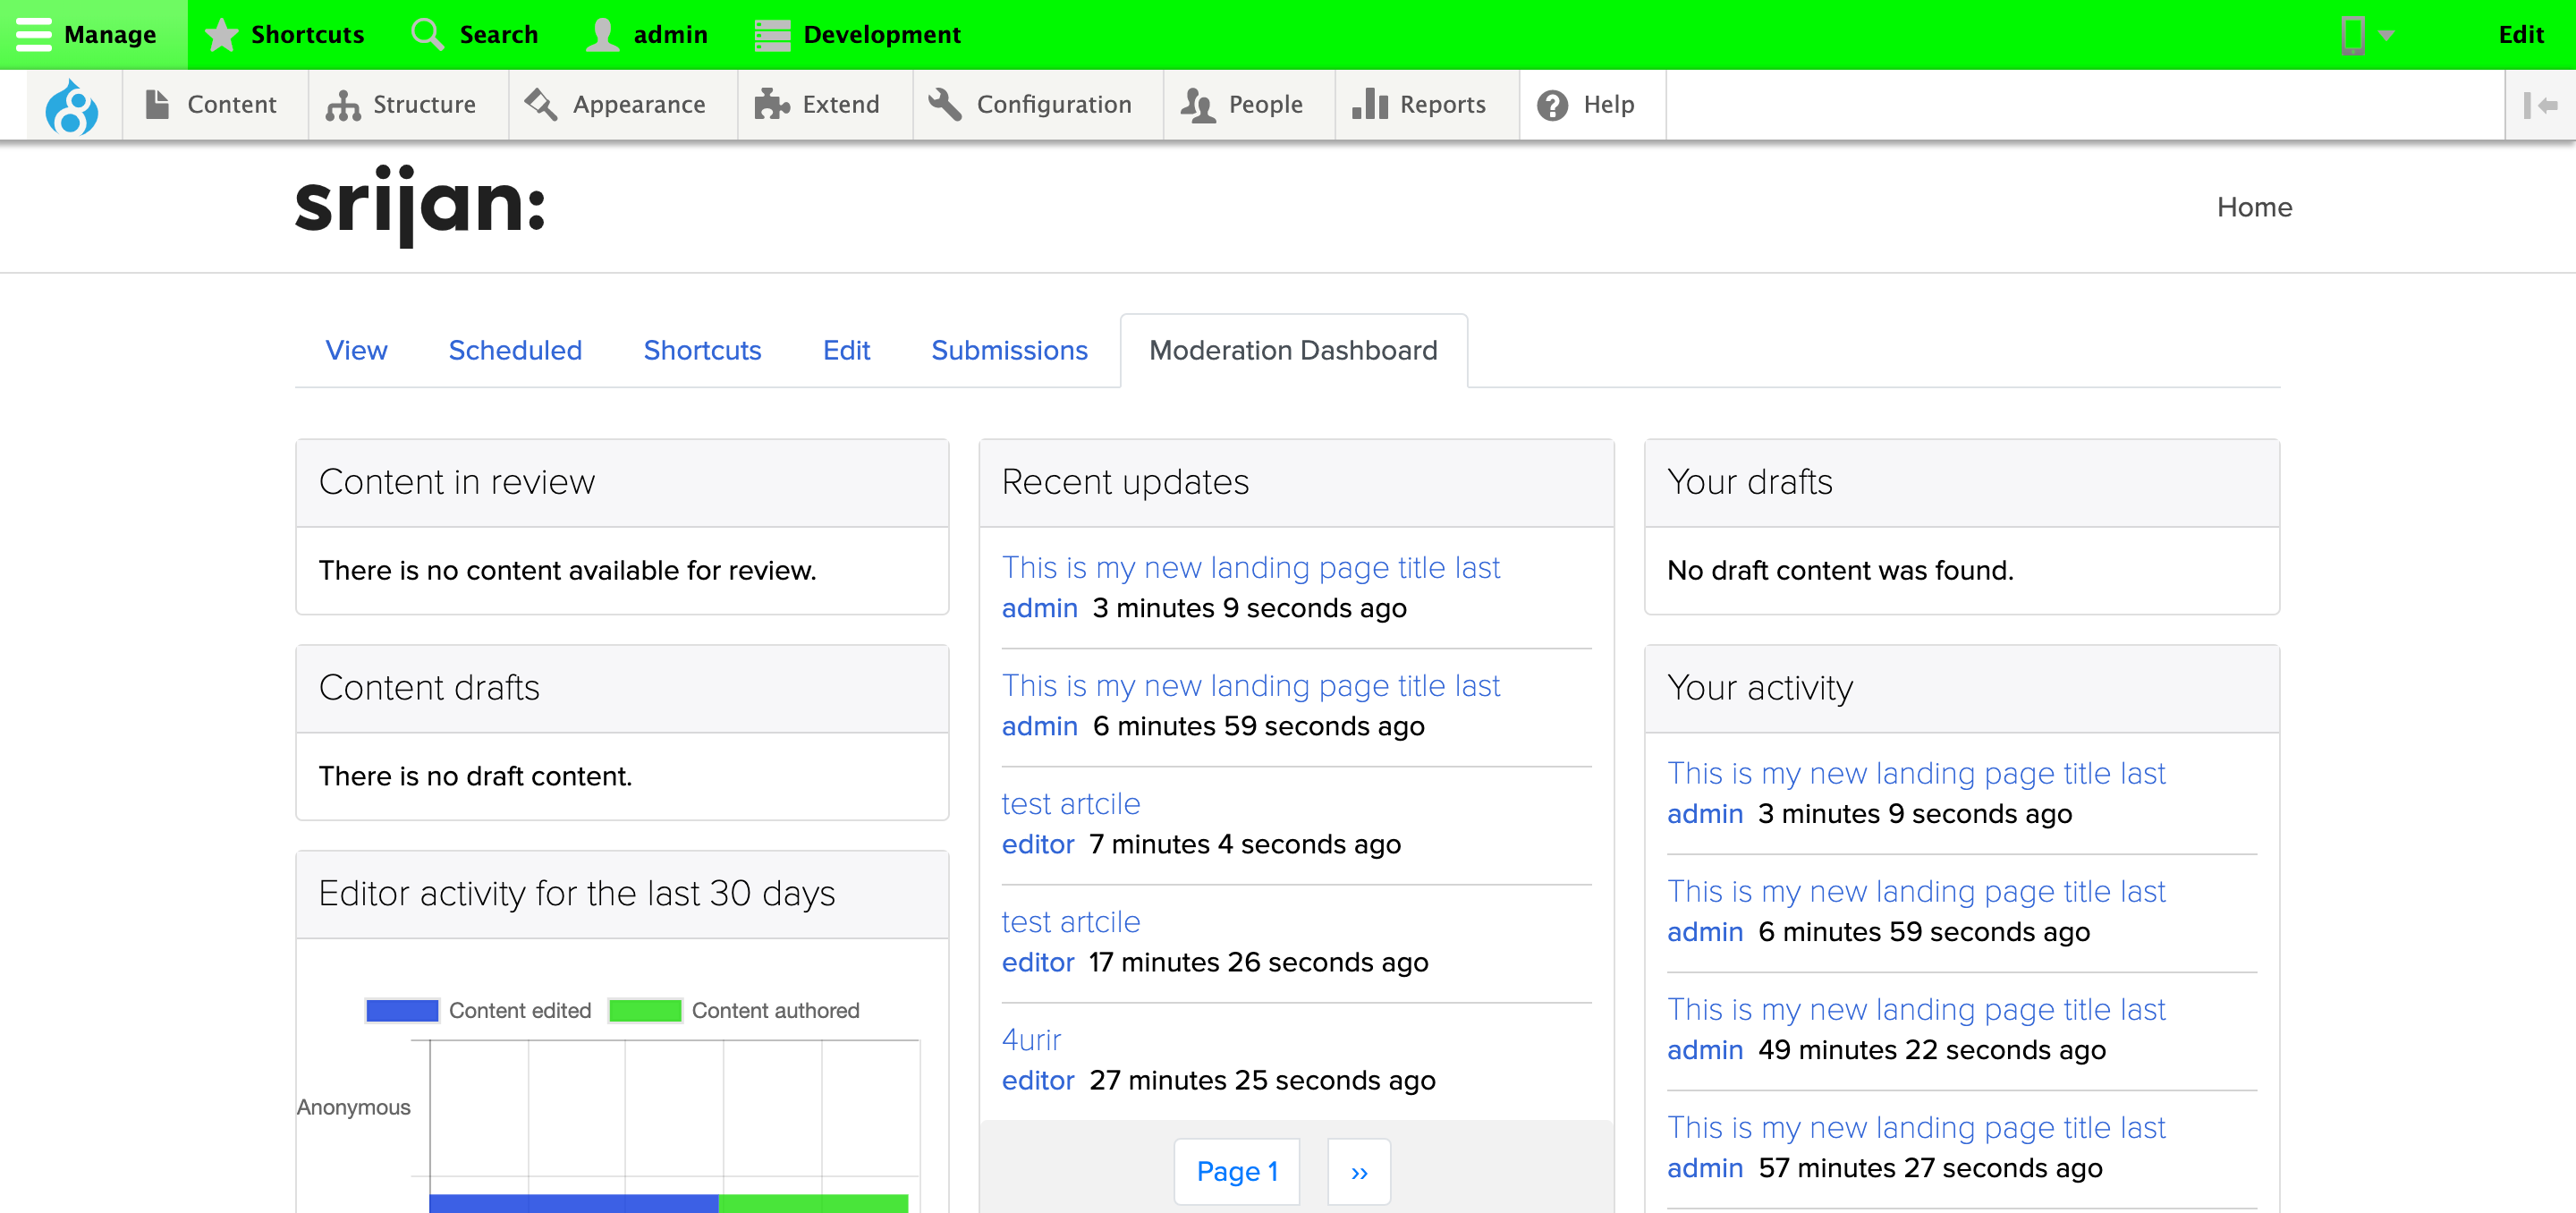 Manage Shortcuts Search admin Development Edit
Content Structure Appearance Extend Configuration People Reports Help
srijan:
Home
View Scheduled Shortcuts Edit Submissions Moderation Dashboard
Content in review
There is no content available for review.
Content drafts
There is no draft content.
Editor activity for the last 30 days
Content edited Content authored
Anonymous
Recent updates
This is my new landing page title last
admin 3 minutes 9 seconds ago
This is my new landing page title last
admin 6 minutes 59 seconds ago
test artcile
editor 7 minutes 4 seconds ago
test artcile
editor 17 minutes 26 seconds ago
4urir
editor 27 minutes 25 seconds ago
Page 1 ››
Your drafts
No draft content was found.
Your activity
This is my new landing page title last
admin 3 minutes 9 seconds ago
This is my new landing page title last
admin 6 minutes 59 seconds ago
This is my new landing page title last
admin 49 minutes 22 seconds ago
This is my new landing page title last
admin 57 minutes 27 seconds ago